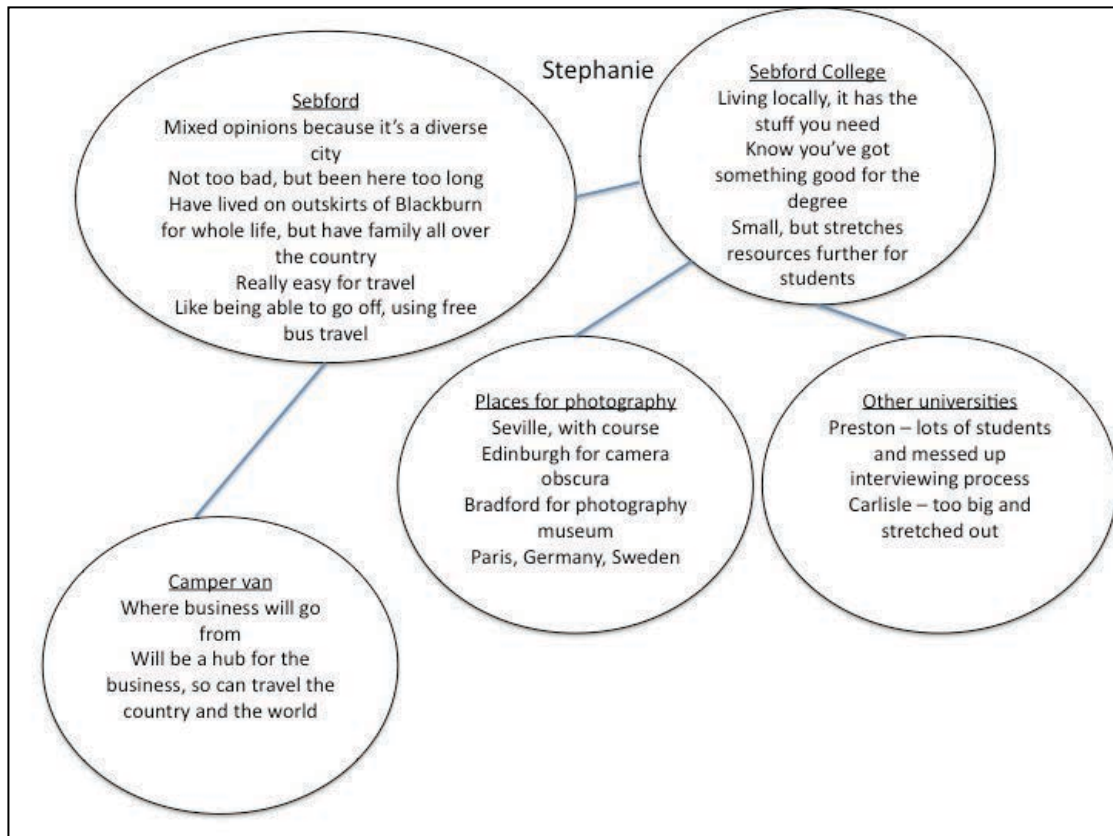 Stephanie
Sebford
Mixed opinions because it's a diverse
city
Not too bad, but been here too long
Have lived on outskirts of Blackburn
for whole life, but have family all over
the country
Really easy for travel
Like being able to go off, using free
bus travel
Sebford College
Living locally, it has the
stuff you need
Know you've got
something good for the
degree
Small, but stretches
resources further for
students
Places for photography
Seville, with course
Edinburgh for camera
obscura
Bradford for photography
museum
Paris, Germany, Sweden
Other universities
Preston – lots of students
and messed up
interviewing process
Carlisle – too big and
stretched out
Camper van
Where business will go
from
Will be a hub for the
business, so can travel the
country and the world